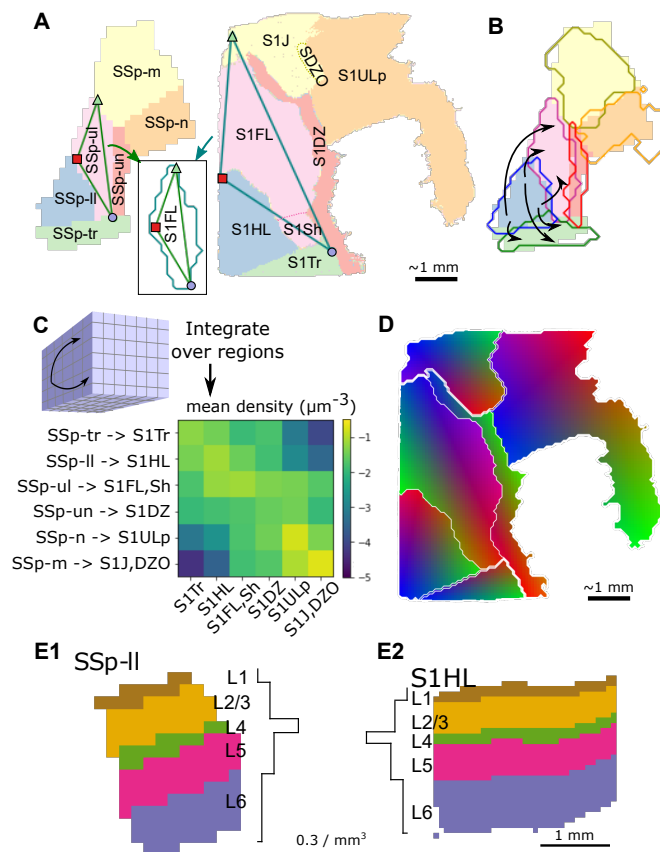 A
SSp-m
SSp-n
SSp-ul
SSp-un
SSp-ll
SSp-tr
S1FL
S1J
SDZO
S1ULp
S1FL
S1DZ
S1HL
S1Sh
S1Tr
~1 mm
B
C
Integrate
over regions
mean density (µm⁻³)
SSp-tr -> S1Tr
SSp-ll -> S1HL
SSp-ul -> S1FL,Sh
SSp-un -> S1DZ
SSp-n -> S1ULp
SSp-m -> S1J,DZO
S1Tr
S1HL
S1FL,Sh
S1DZ
S1ULp
S1J,DZO
−1
−2
−3
−4
−5
D
~1 mm
E1
SSp-ll
L1
L2/3
L4
L5
L6
0.3 / mm³
E2
S1HL
L1
L2/3
L4
L5
L6
1 mm